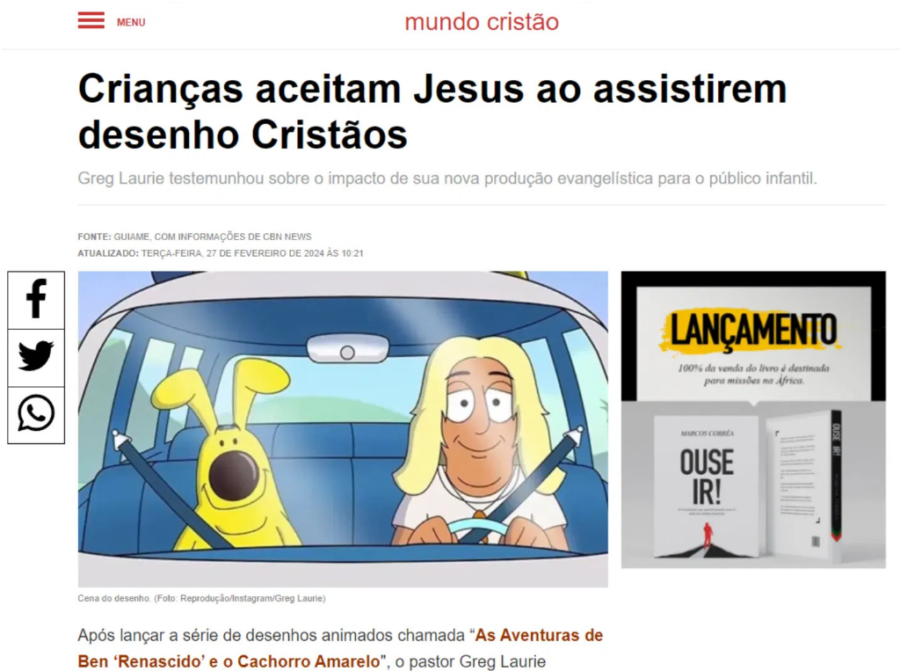 MENU
mundo cristão
Crianças aceitam Jesus ao assistirem
desenho Cristãos
Greg Laurie testemunhou sobre o impacto de sua nova produção evangelística para o público infantil.
FONTE: GUIAME, COM INFORMAÇÕES DE CBN NEWS
ATUALIZADO: TERÇA-FEIRA, 27 DE FEVEREIRO DE 2024 ÀS 10:21
LANÇAMENTO
100% da venda do livro é destinada
para missões na África.
MARCOS CORRÊA
OUSE
IR!
OUSE IR!
Cena do desenho. (Foto: Reprodução/Instagram/Greg Laurie)
Após lançar a série de desenhos animados chamada “As Aventuras de
Ben ‘Renascido’ e o Cachorro Amarelo", o pastor Greg Laurie